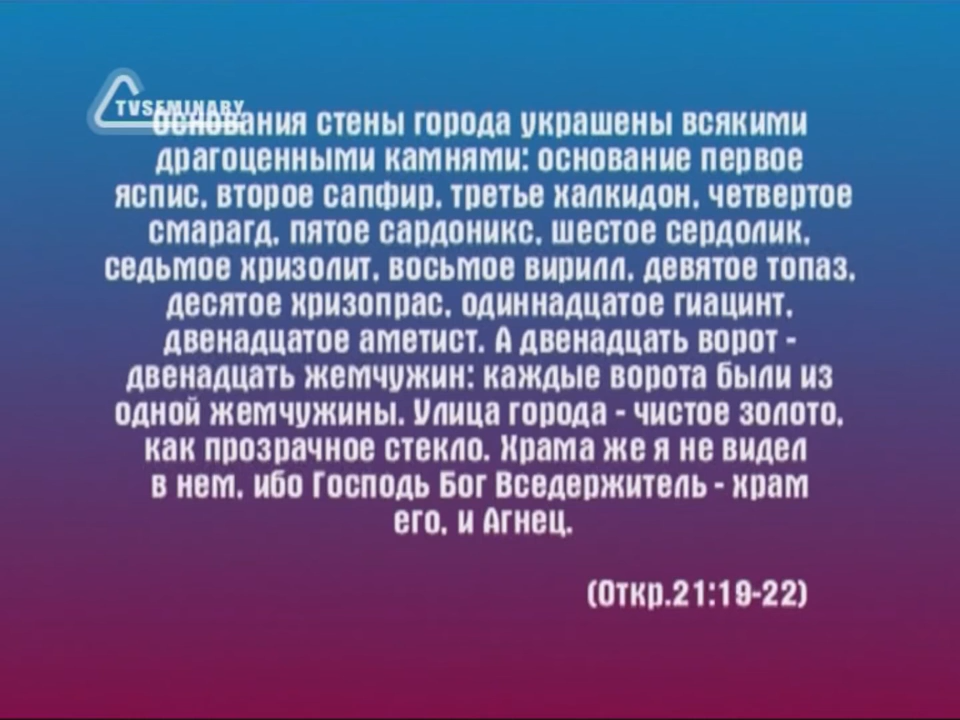 TVSEMINARY
Основания стены города украшены всякими
драгоценными камнями: основание первое
яспис, второе сапфир, третье халкидон, четвертое
смарагд, пятое сардоникс, шестое сердолик,
седьмое хризолит, восьмое вирилл, девятое топаз,
десятое хризопрас, одиннадцатое гиацинт,
двенадцатое аметист. А двенадцать ворот -
двенадцать жемчужин: каждые ворота были из
одной жемчужины. Улица города - чистое золото,
как прозрачное стекло. Храма же я не видел
в нем, ибо Господь Бог Вседержитель - храм
его, и Агнец.
(Откр.21:19-22)